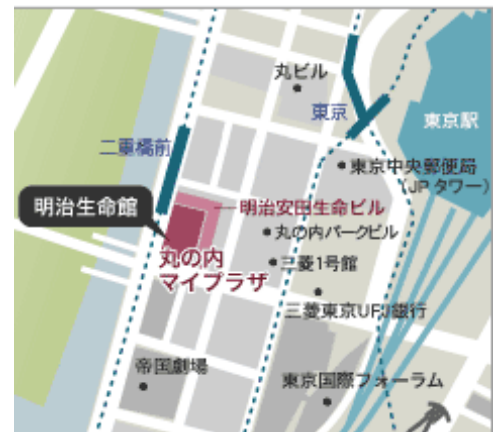 丸ビル
東京
東京駅
二重橋前
東京中央郵便局
(JPタワー)
明治生命館
明治安田生命ビル
丸の内パークビル
丸の内
マイプラザ
三菱1号館
三菱東京UFJ銀行
帝国劇場
東京国際フォーラム